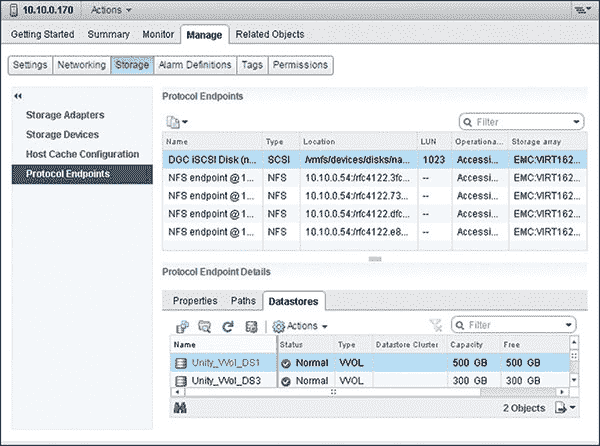 10.10.0.170 Actions
Getting Started Summary Monitor Manage Related Objects
Settings Networking Storage Alarm Definitions Tags Permissions
Storage Adapters
Storage Devices
Host Cache Configuration
Protocol Endpoints
Protocol Endpoints
Filter
Name Type Location LUN Operationa... Storage array
DGC iSCSI Disk (n... SCSI /vmfs/devices/disks/na... 1023 Accessi... EMC:VIRT162...
NFS endpoint @1... NFS 10.10.0.54:/rfc4122.3fc... -- Accessi... EMC:VIRT162...
NFS endpoint @1... NFS 10.10.0.54:/rfc4122.73... -- Accessi... EMC:VIRT162...
NFS endpoint @1... NFS 10.10.0.54:/rfc4122.0c... -- Accessi... EMC:VIRT162...
NFS endpoint @1... NFS 10.10.0.54:/rfc4122.e8... -- Accessi... EMC:VIRT162...
Protocol Endpoint Details
Properties Paths Datastores
Actions Filter
Name Status Type Datastore Cluster Capacity Free
Unity_VVol_DS1 Normal VVOL 500 GB 500 GB
Unity_VVol_DS3 Normal VVOL 300 GB 300 GB
2 Objects